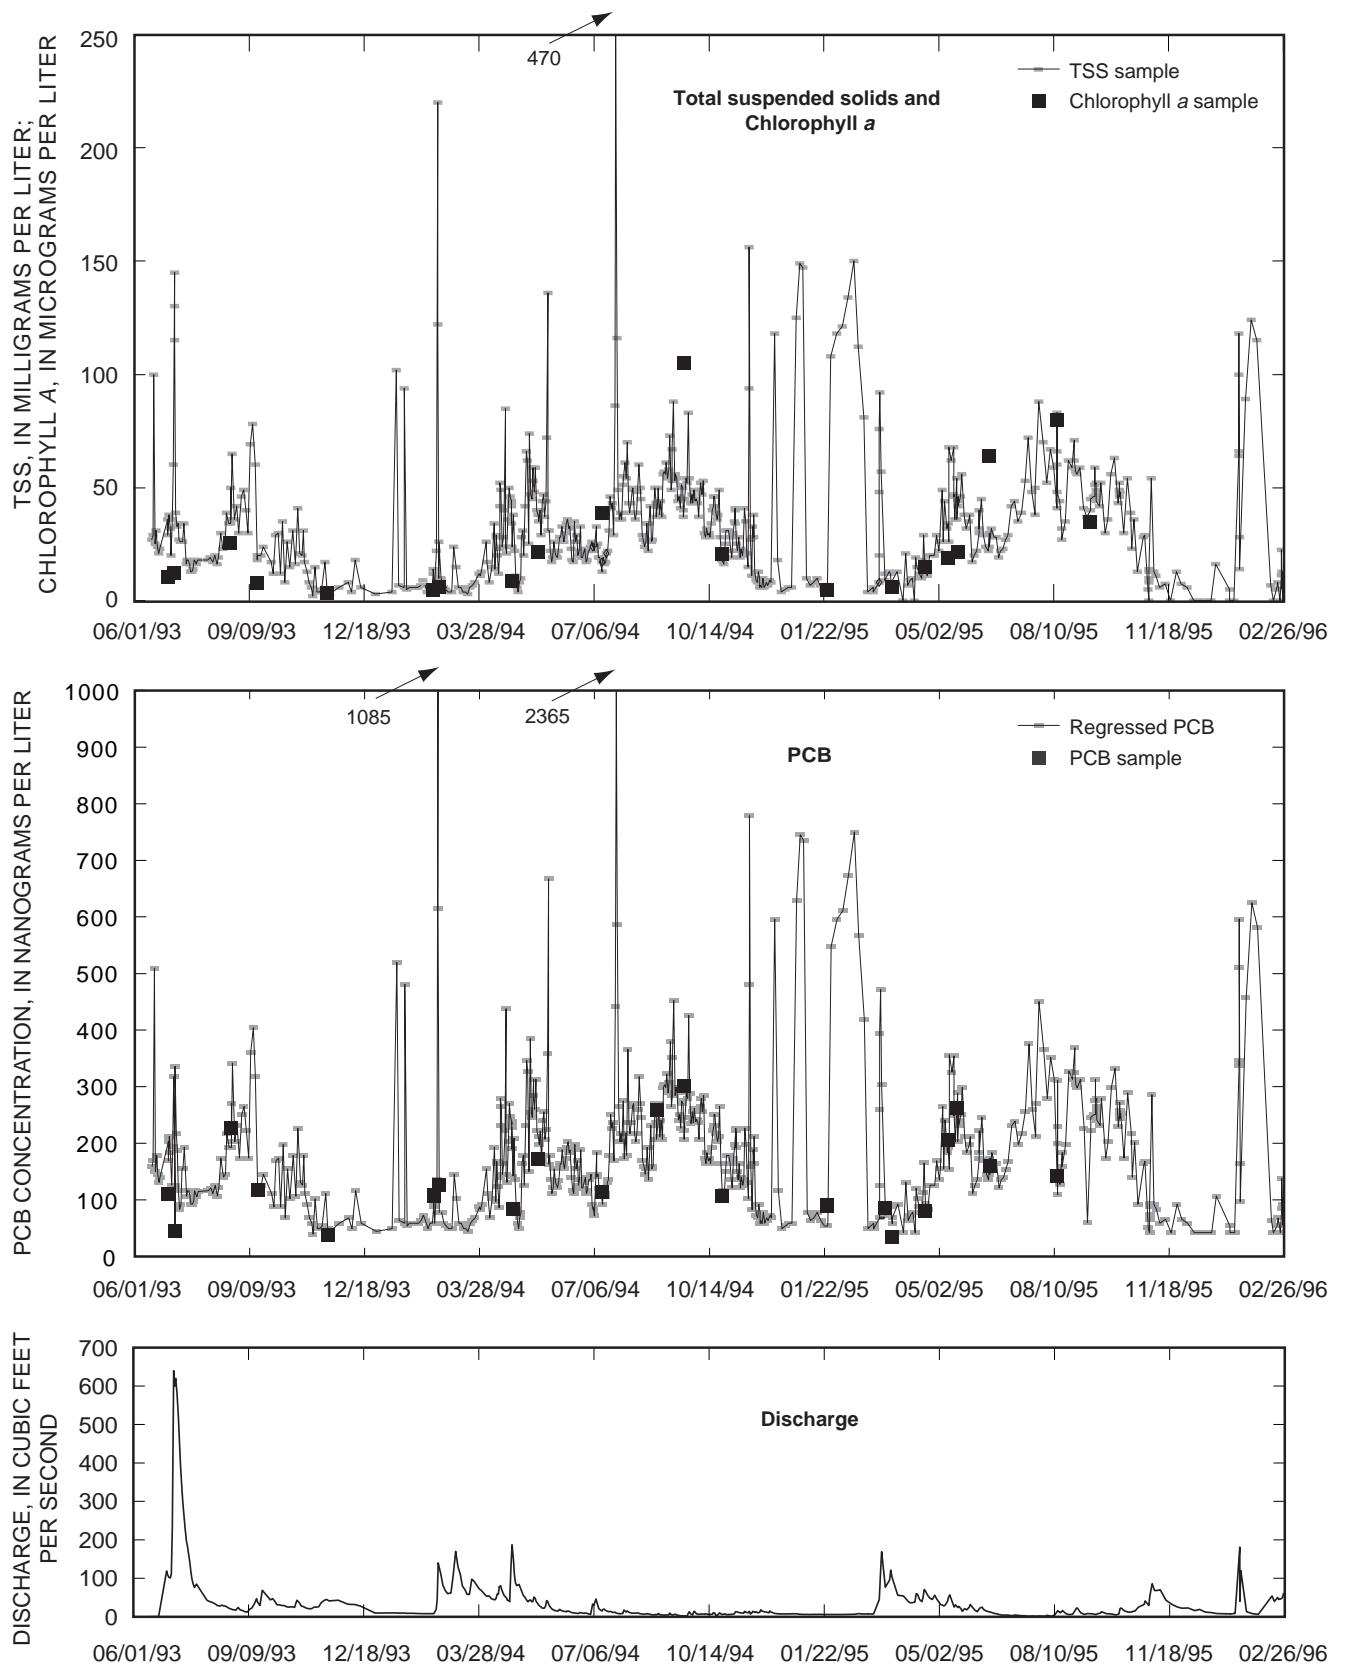 470
250
200
150
100
50
0
TSS, IN MILLIGRAMS PER LITER;
CHLOROPHYLL A, IN MICROGRAMS PER LITER
Total suspended solids and
Chlorophyll a
TSS sample
Chlorophyll a sample
06/01/93 09/09/93 12/18/93 03/28/94 07/06/94 10/14/94 01/22/95 05/02/95 08/10/95 11/18/95 02/26/96
1085
2365
1000
900
800
700
600
500
400
300
200
100
0
PCB CONCENTRATION, IN NANOGRAMS PER LITER
PCB
Regressed PCB
PCB sample
06/01/93 09/09/93 12/18/93 03/28/94 07/06/94 10/14/94 01/22/95 05/02/95 08/10/95 11/18/95 02/26/96
700
600
500
400
300
200
100
0
DISCHARGE, IN CUBIC FEET
PER SECOND
Discharge
06/01/93 09/09/93 12/18/93 03/28/94 07/06/94 10/14/94 01/22/95 05/02/95 08/10/95 11/18/95 02/26/96